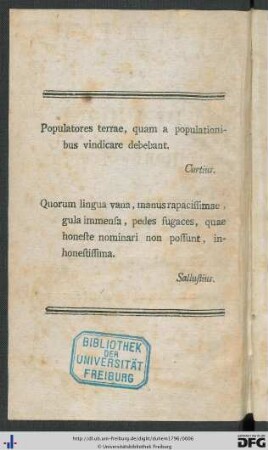 Populatores terrae, quam a populationi-
bus vindicare debebant.
Curtius.
Quorum lingua vana, manus rapaciſſimae,
gula immenſa, pedes fugaces, quae
honeſte nominari non poſſunt, in-
honeſtiſſima.
Salluſtius.
BIBLIOTHEK
DER
UNIVERSITÄT
FREIBURG
http://dl.ub.uni-freiburg.de/diglit/durrem1796/0006
© Universitätsbibliothek Freiburg
DFG